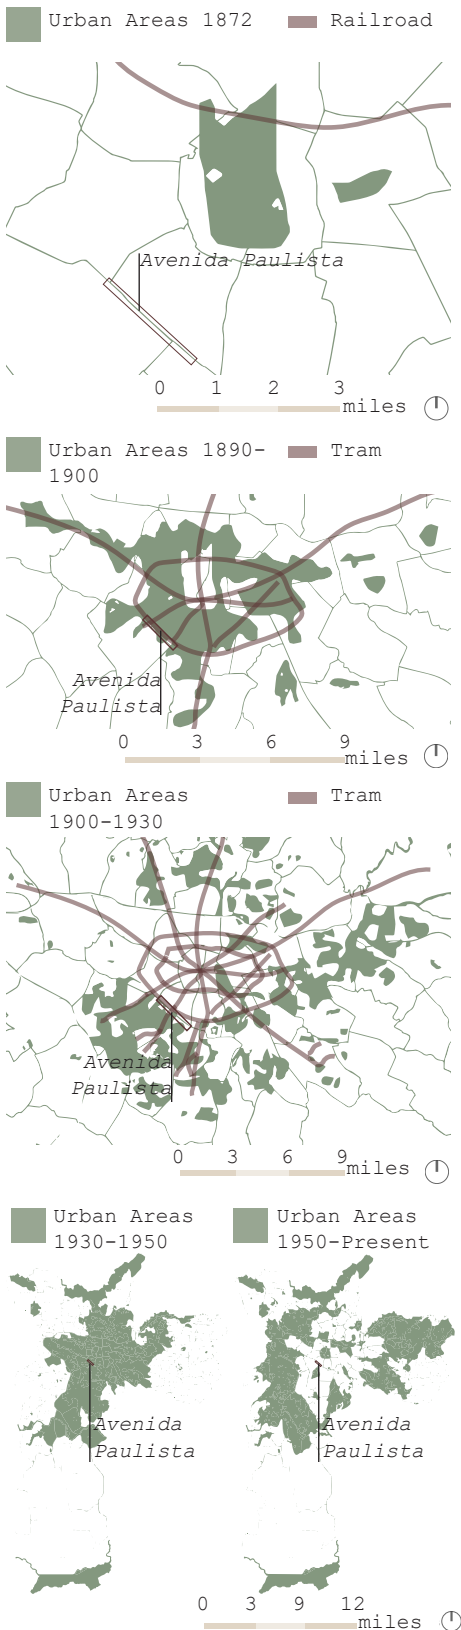 Urban Areas 1872
Railroad
Avenida Paulista
0 1 2 3
miles
Urban Areas 1890-
1900
Tram
Avenida
Paulista
0 3 6 9
miles
Urban Areas
1900-1930
Tram
Avenida
Paulista
0 3 6 9
miles
Urban Areas
1930-1950
Urban Areas
1950-Present
Avenida
Paulista
Avenida
Paulista
0 3 9 12
miles